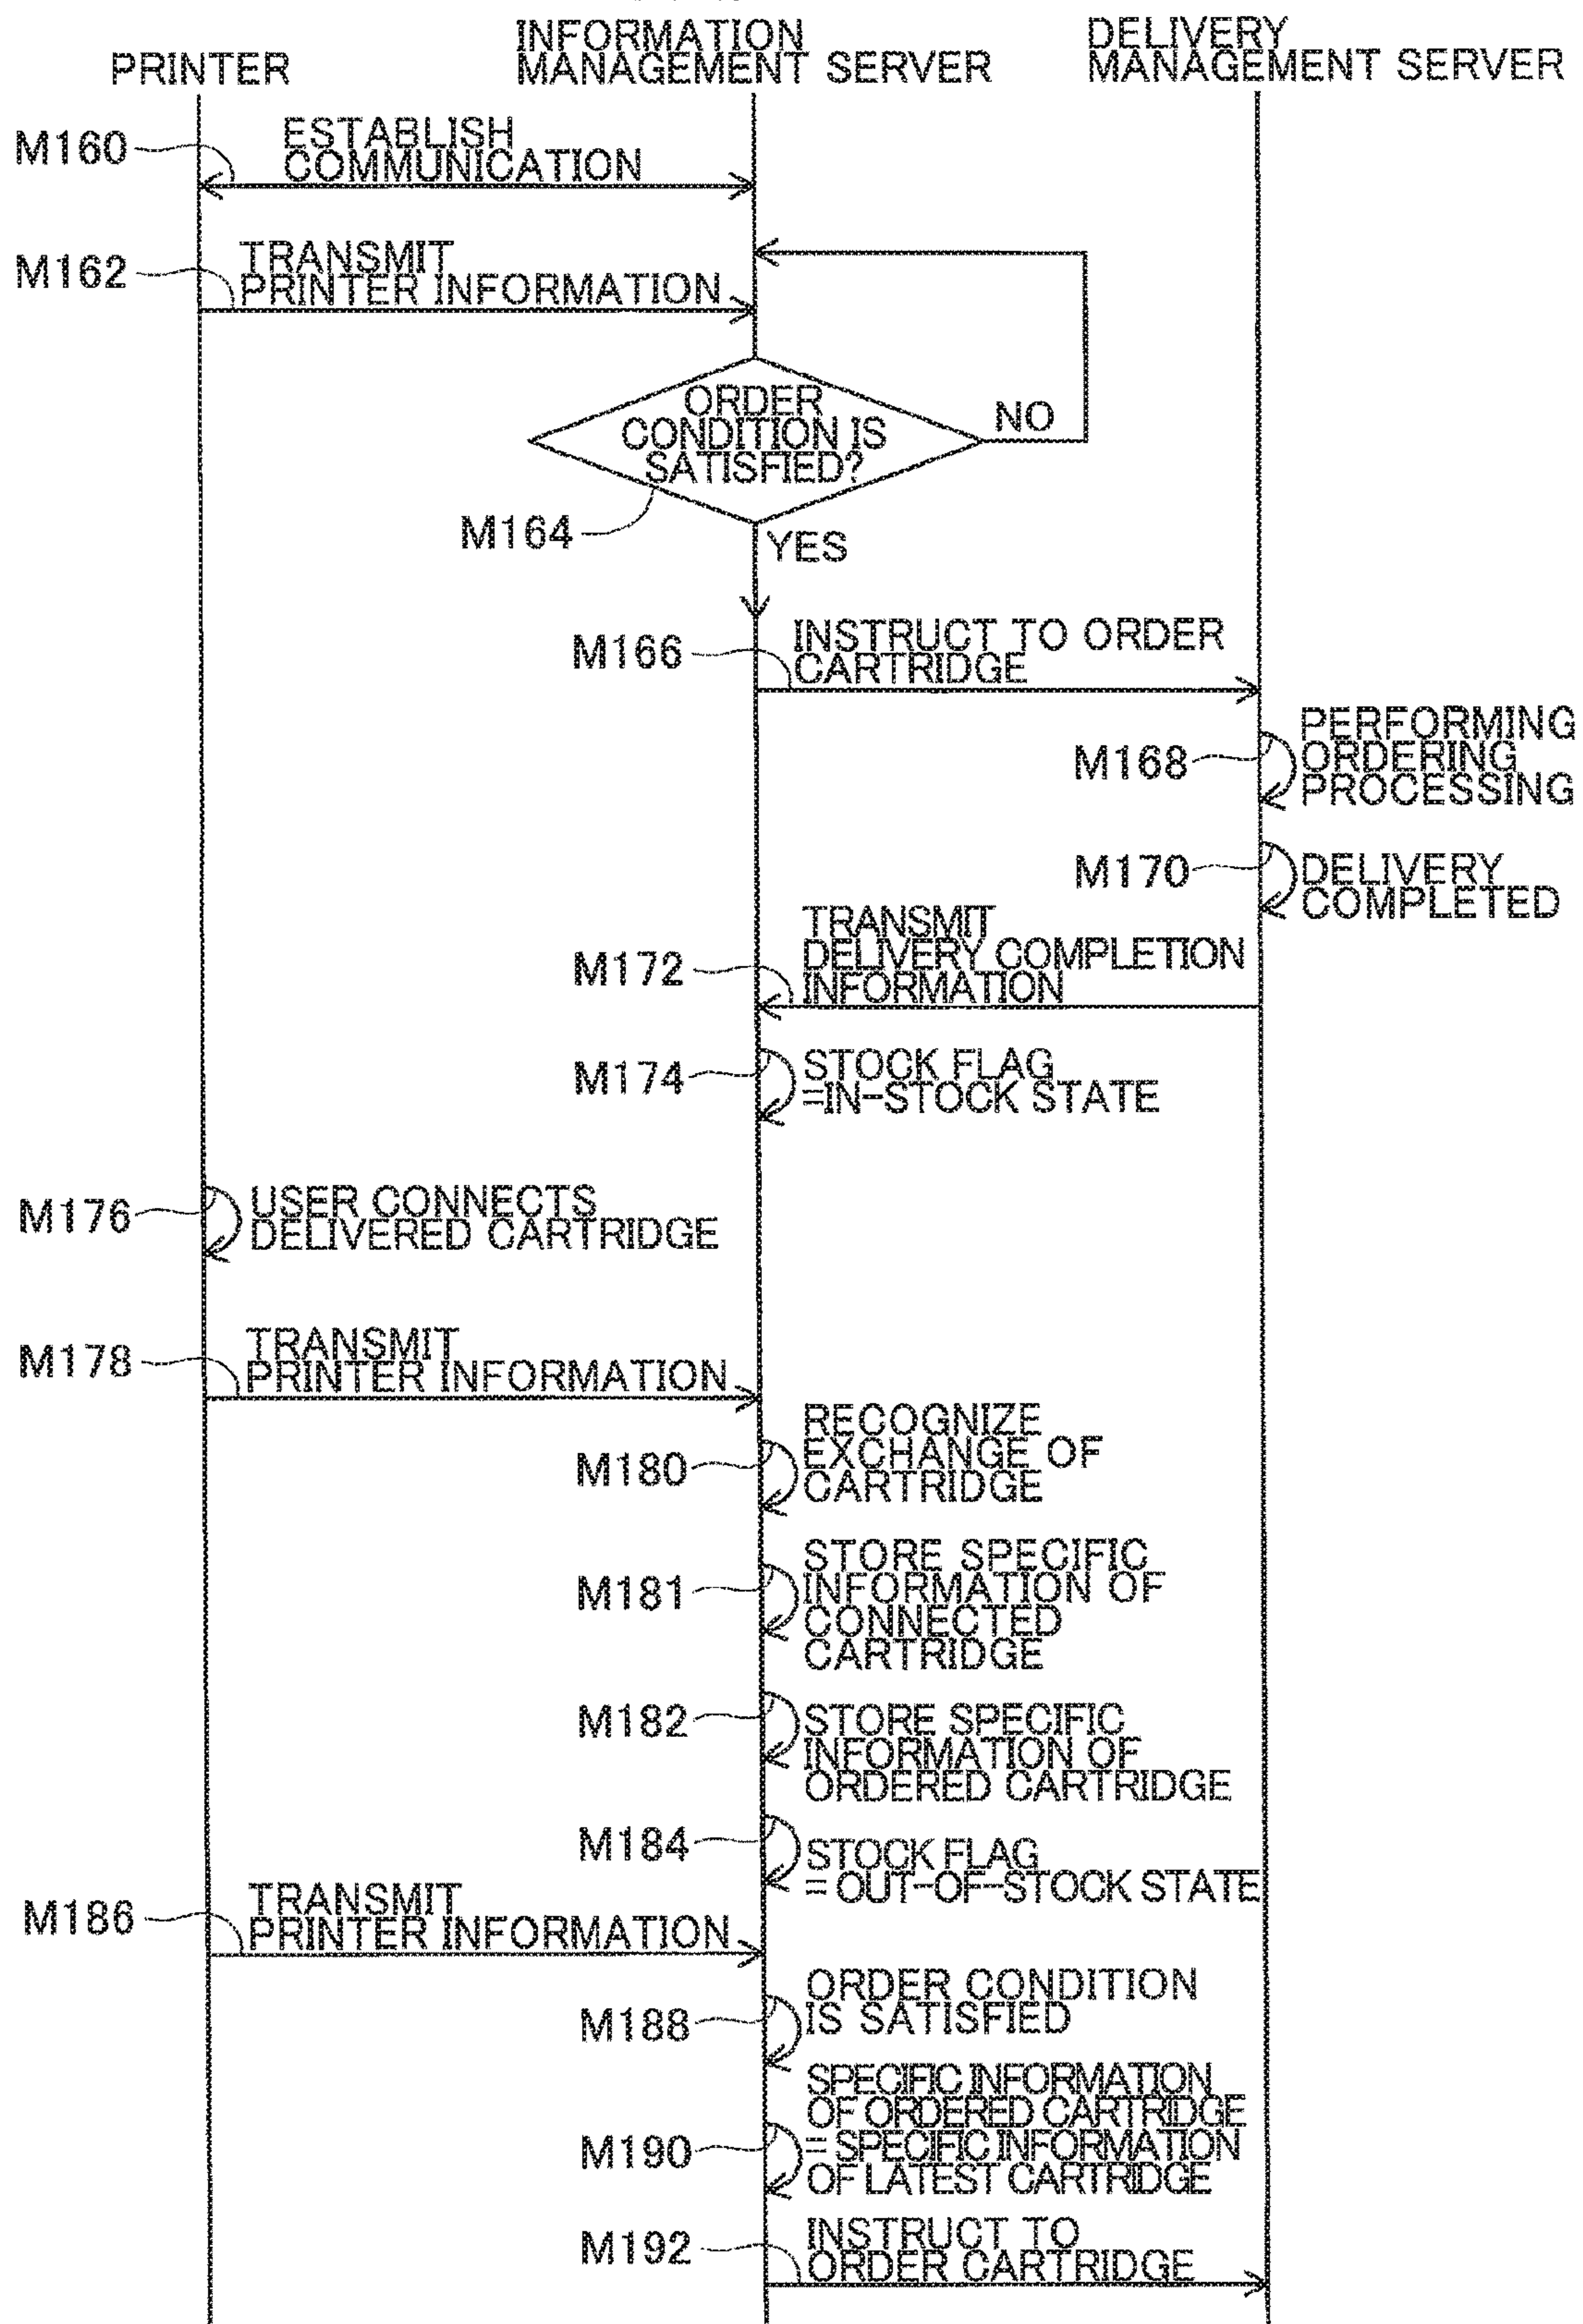 PRINTER
INFORMATION
MANAGEMENT SERVER
DELIVERY
MANAGEMENT SERVER
M160
ESTABLISH
COMMUNICATION
M162
TRANSMIT
PRINTER INFORMATION
ORDER
CONDITION IS
SATISFIED?
NO
M164
YES
M166
INSTRUCT TO ORDER
CARTRIDGE
M168
PERFORMING
ORDERING
PROCESSING
M170
DELIVERY
COMPLETED
M172
TRANSMIT
DELIVERY COMPLETION
INFORMATION
M174
STOCK FLAG
=IN-STOCK STATE
M176
USER CONNECTS
DELIVERED CARTRIDGE
M178
TRANSMIT
PRINTER INFORMATION
M180
RECOGNIZE
EXCHANGE OF
CARTRIDGE
M181
STORE SPECIFIC
INFORMATION OF
CONNECTED
CARTRIDGE
M182
STORE SPECIFIC
INFORMATION OF
ORDERED CARTRIDGE
M184
STOCK FLAG
= OUT-OF-STOCK STATE
M186
TRANSMIT
PRINTER INFORMATION
M188
ORDER CONDITION
IS SATISFIED
M190
SPECIFIC INFORMATION
OF ORDERED CARTRIDGE
= SPECIFIC INFORMATION
OF LATEST CARTRIDGE
M192
INSTRUCT TO
ORDER CARTRIDGE